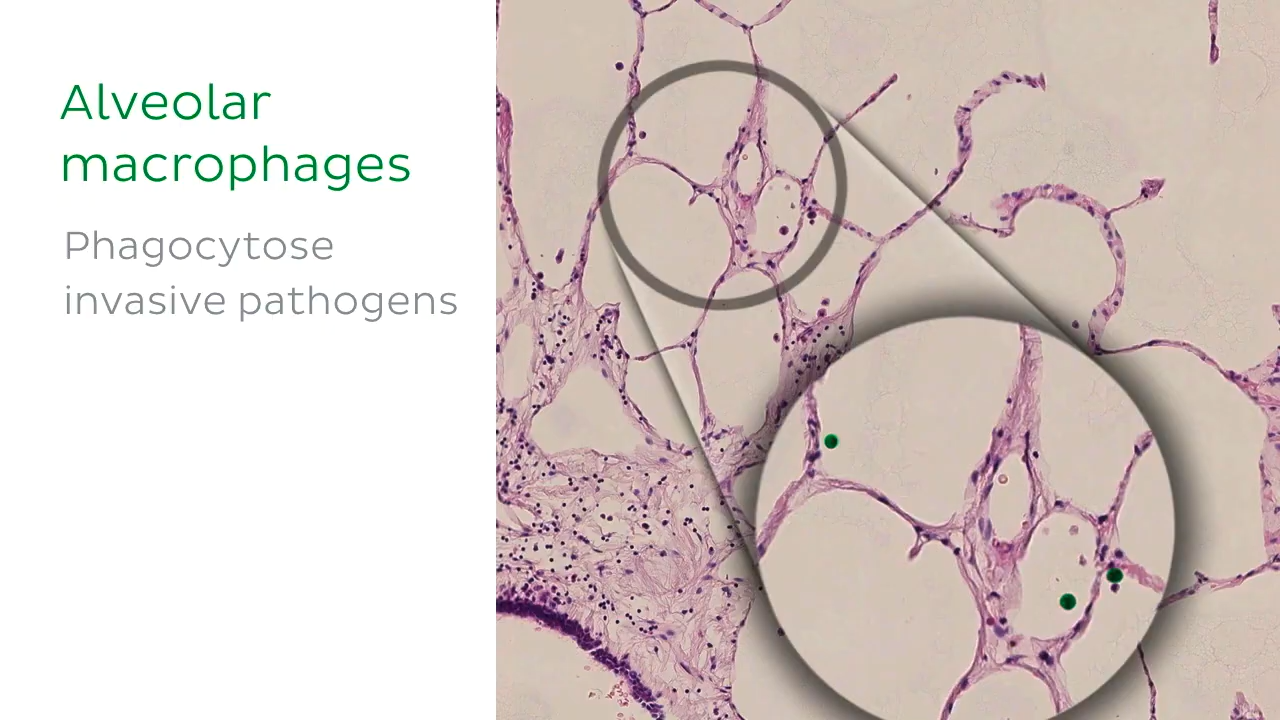 Alveolar
macrophages
Phagocytose
invasive pathogens